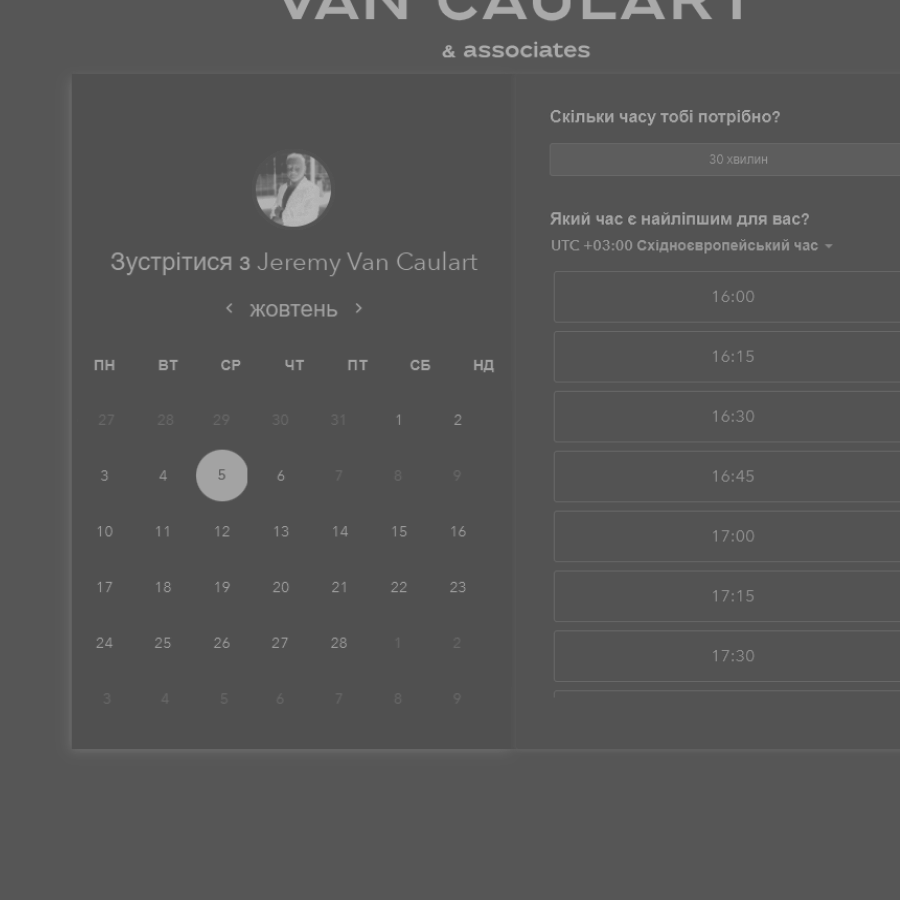 VAN CAULART
& associates
Зустрітися з Jeremy Van Caulart
жовтень
ПН ВТ СР ЧТ ПТ СБ НД
27 28 29 30 31 1 2
3 4 5 6 7 8 9
10 11 12 13 14 15 16
17 18 19 20 21 22 23
24 25 26 27 28 1 2
3 4 5 6 7 8 9
Скільки часу тобі потрібно?
30 хвилин
Який час є найліпшим для вас?
UTC +03:00 Східноєвропейський час
16:00
16:15
16:30
16:45
17:00
17:15
17:30